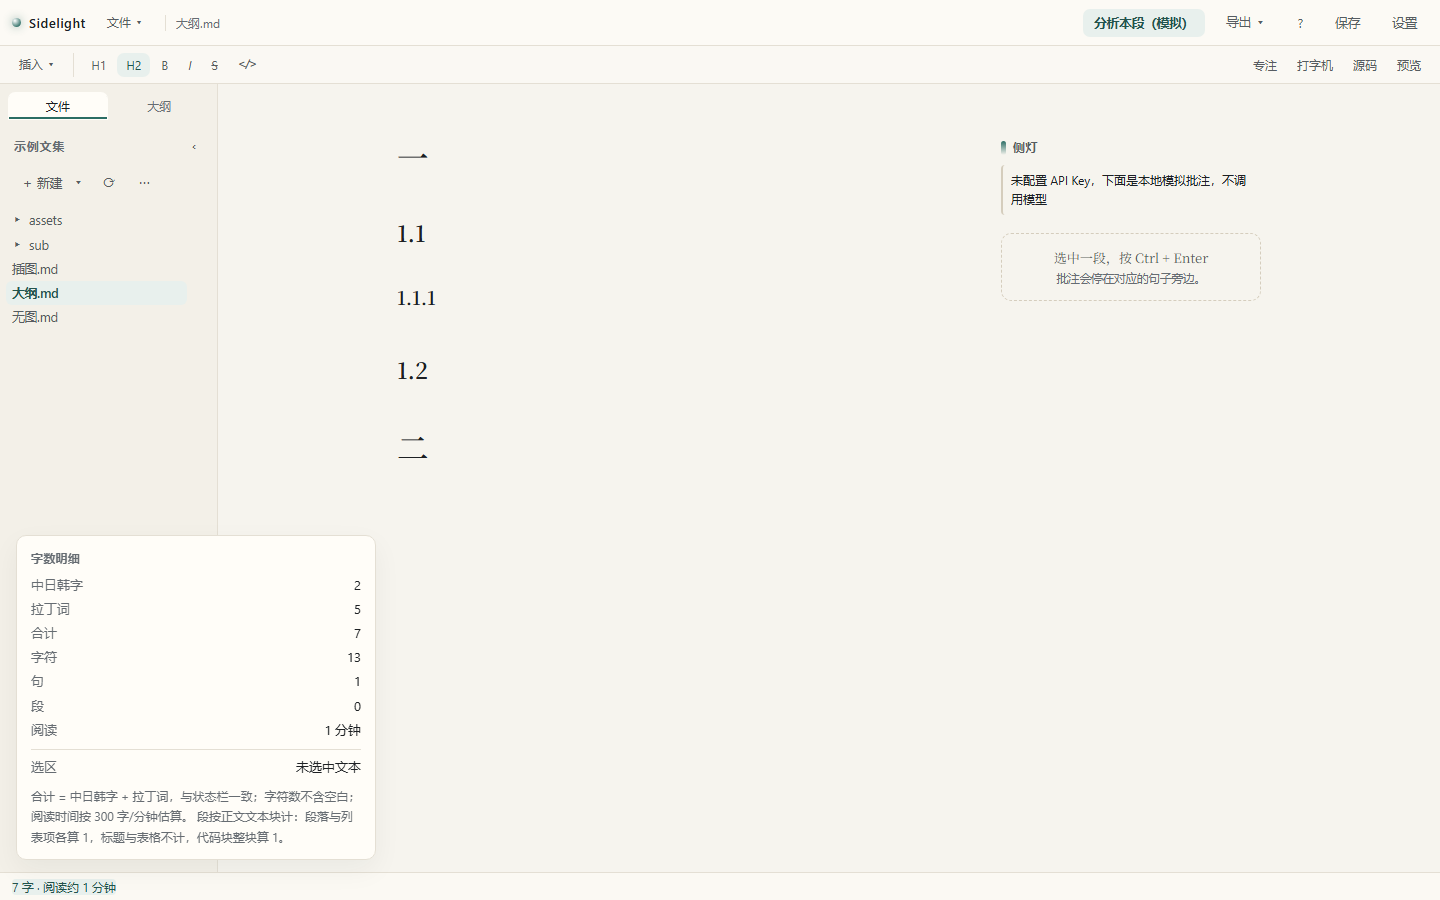 Sidelight 文件 大纲.md 分析本段（模拟） 导出 ? 保存 设置
插入 H1 H2 B I S </> 专注 打字机 源码 预览
文件 大纲
示例文集
+ 新建 ···
assets
sub
插图.md
大纲.md
无图.md
一
1.1
1.1.1
1.2
二
侧灯
未配置 API Key，下面是本地模拟批注，不调
用模型
选中一段，按 Ctrl + Enter
批注会停在对应的句子旁边。
字数明细
中日韩字 2
拉丁词 5
合计 7
字符 13
句 1
段 0
阅读 1 分钟
选区 未选中文本
合计 = 中日韩字 + 拉丁词，与状态栏一致；字符数不含空白；
阅读时间按 300 字/分钟估算。 段按正文文本块计：段落与列
表项各算 1，标题与表格不计，代码块整块算 1。
7 字 · 阅读约 1 分钟